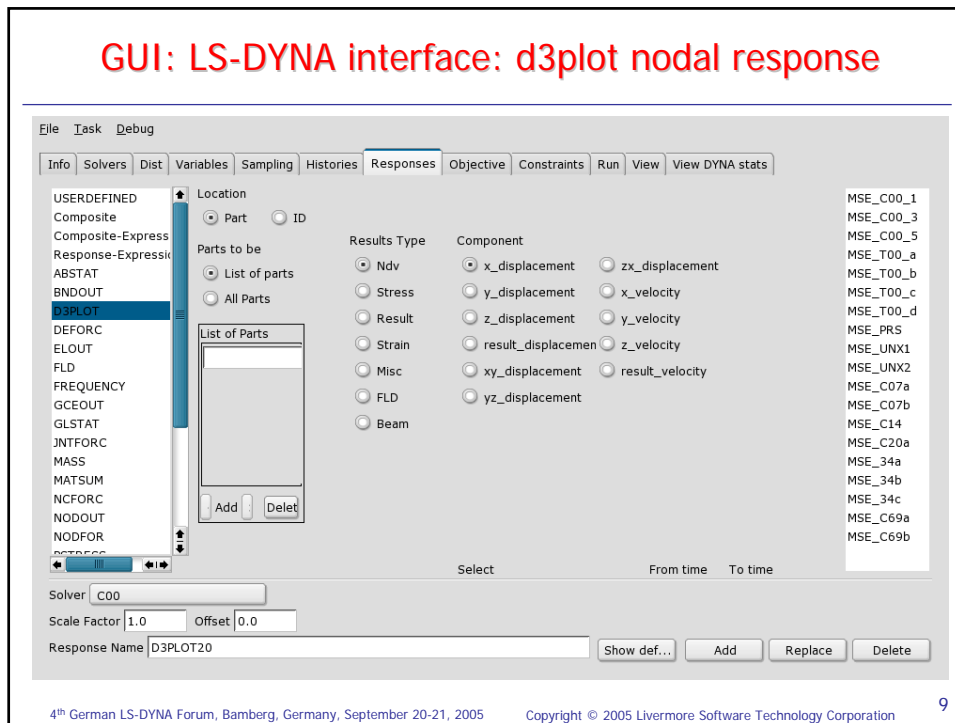 GUI: LS-DYNA interface: d3plot nodal response
File Task Debug
Info Solvers Dist Variables Sampling Histories Responses Objective Constraints Run View View DYNA stats
USERDEFINED
Composite
Composite-Express
Response-Expressi
ABSTAT
BNDOUT
D3PLOT
DEFORC
ELOUT
FLD
FREQUENCY
GCEOUT
GLSTAT
JNTFORC
MASS
MATSUM
NCFORC
NODOUT
NODFOR
Location
Part ID
Parts to be
List of parts
All Parts
List of Parts
Add Delet
Results Type
Ndv
Stress
Result
Strain
Misc
FLD
Beam
Component
x_displacement zx_displacement
y_displacement x_velocity
z_displacement y_velocity
result_displacemen z_velocity
xy_displacement result_velocity
yz_displacement
MSE_C00_1
MSE_C00_3
MSE_C00_5
MSE_T00_a
MSE_T00_b
MSE_T00_c
MSE_T00_d
MSE_PRS
MSE_UNX1
MSE_UNX2
MSE_C07a
MSE_C07b
MSE_C14
MSE_C20a
MSE_34a
MSE_34b
MSE_34c
MSE_C69a
MSE_C69b
Select From time To time
Solver C00
Scale Factor 1.0 Offset 0.0
Response Name D3PLOT20 Show def... Add Replace Delete
4th German LS-DYNA Forum, Bamberg, Germany, September 20-21, 2005 Copyright © 2005 Livermore Software Technology Corporation 9